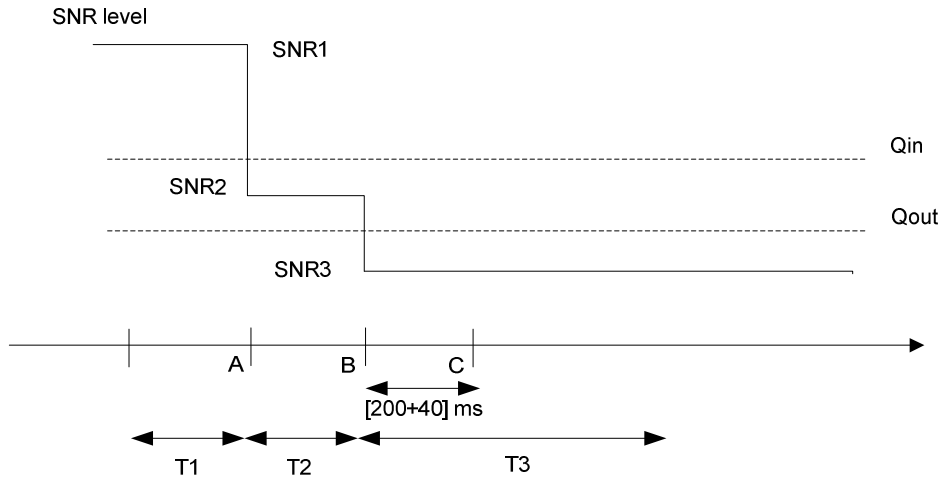 SNR level
SNR1
Qin
SNR2
Qout
SNR3
A
B
C
[200+40] ms
T1
T2
T3